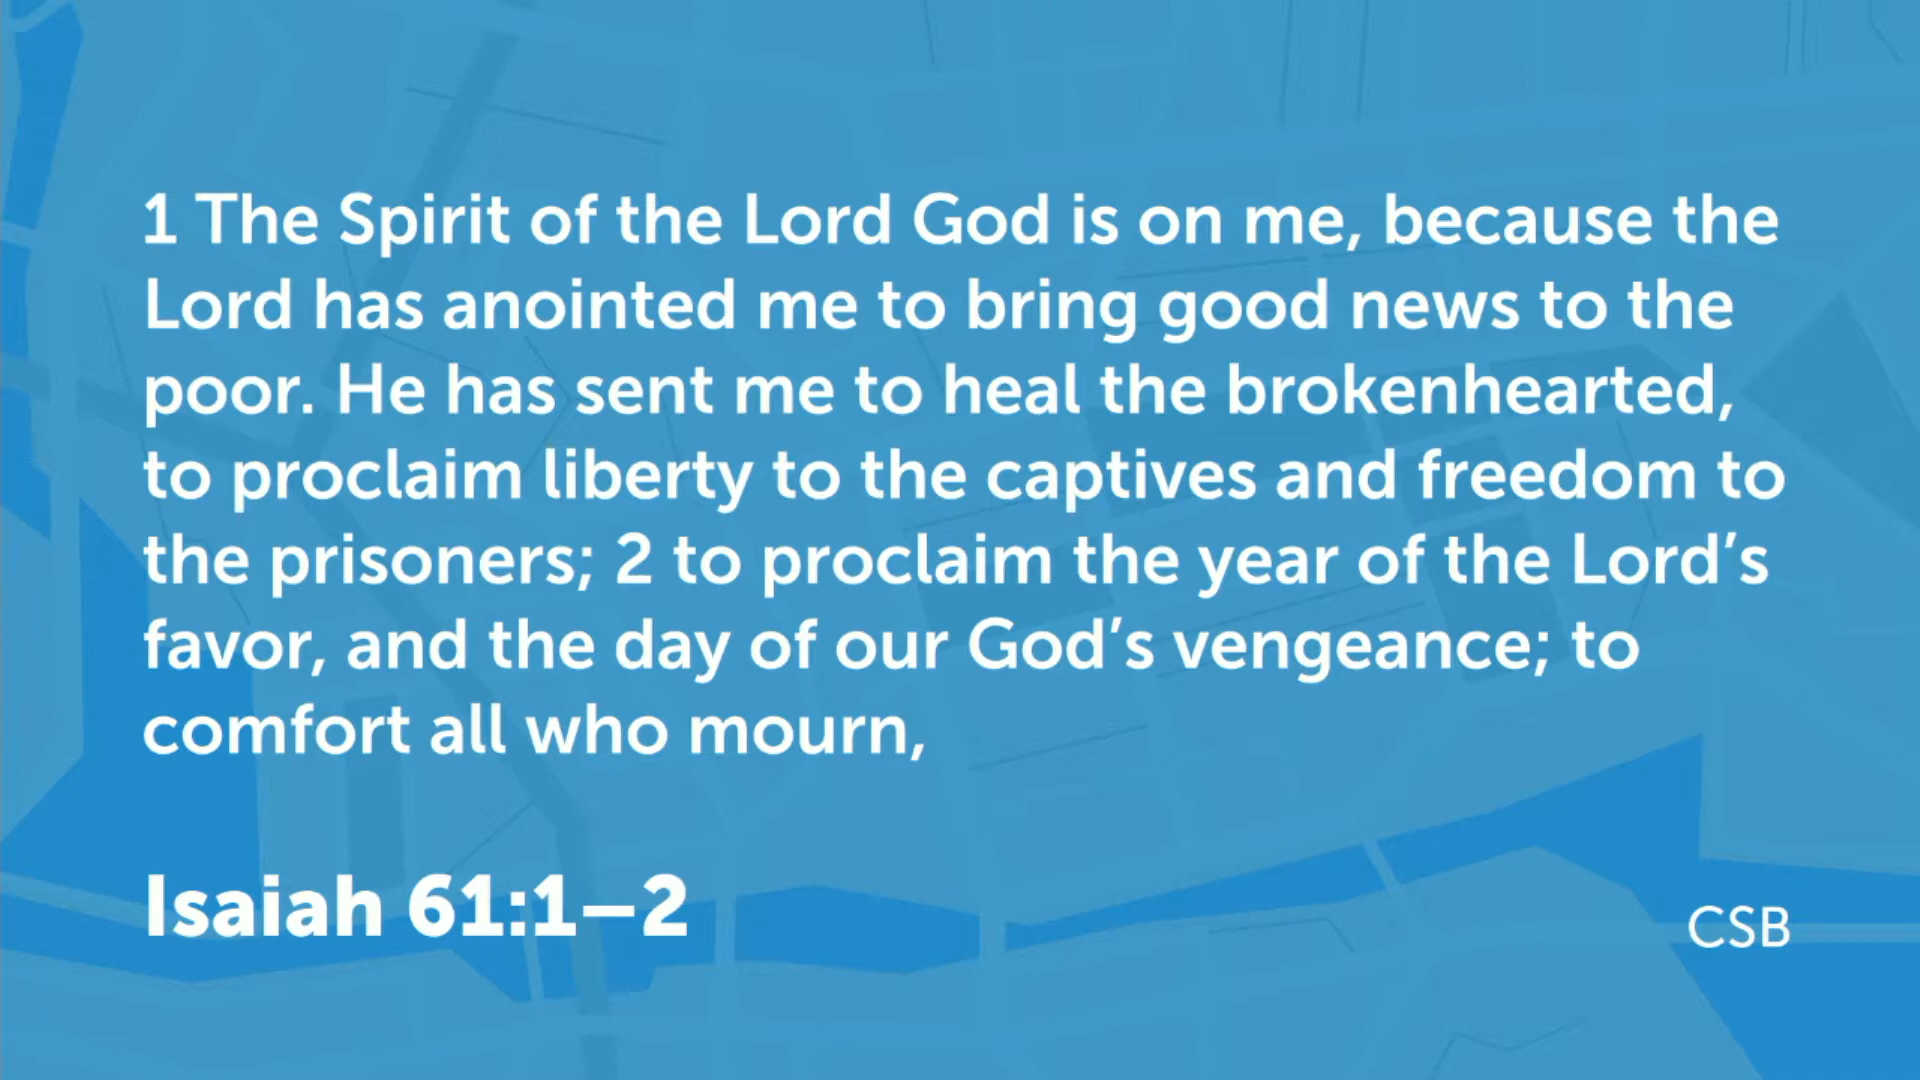 1 The Spirit of the Lord God is on me, because the
Lord has anointed me to bring good news to the
poor. He has sent me to heal the brokenhearted,
to proclaim liberty to the captives and freedom to
the prisoners; 2 to proclaim the year of the Lord’s
favor, and the day of our God’s vengeance; to
comfort all who mourn,
Isaiah 61:1–2
CSB